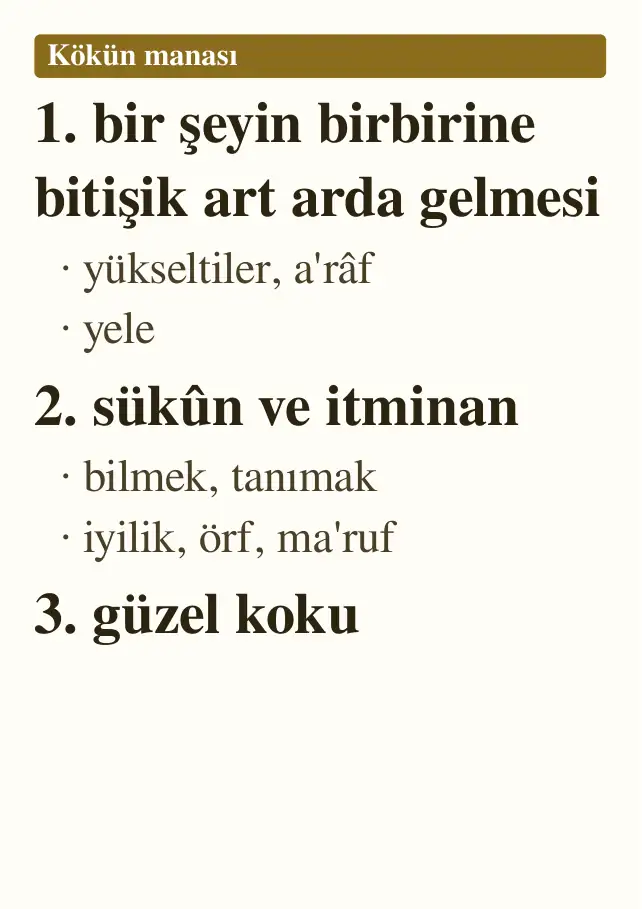 Kökün manası
1. bir şeyin birbirine
bitişik art arda gelmesi
· yükseltiler, a'râf
· yele
2. sükûn ve itminan
· bilmek, tanımak
· iyilik, örf, ma'ruf
3. güzel koku